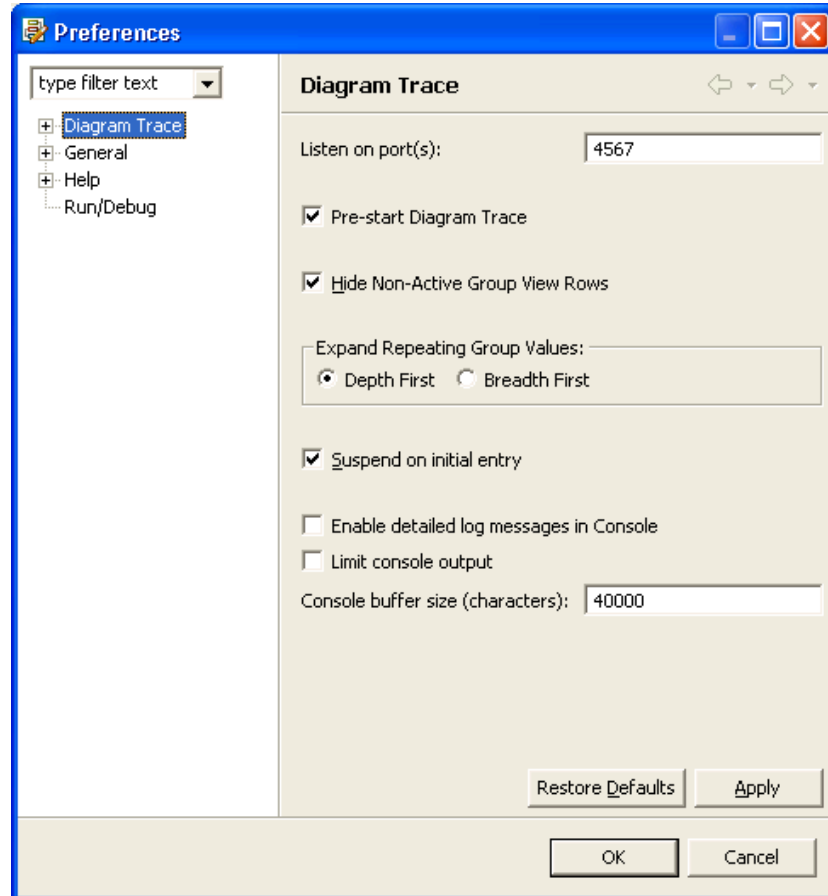 Preferences
type filter text
Diagram Trace
General
Help
Run/Debug
Diagram Trace
Listen on port(s): 4567
Pre-start Diagram Trace
Hide Non-Active Group View Rows
Expand Repeating Group Values:
Depth First Breadth First
Suspend on initial entry
Enable detailed log messages in Console
Limit console output
Console buffer size (characters): 40000
Restore Defaults Apply
OK Cancel